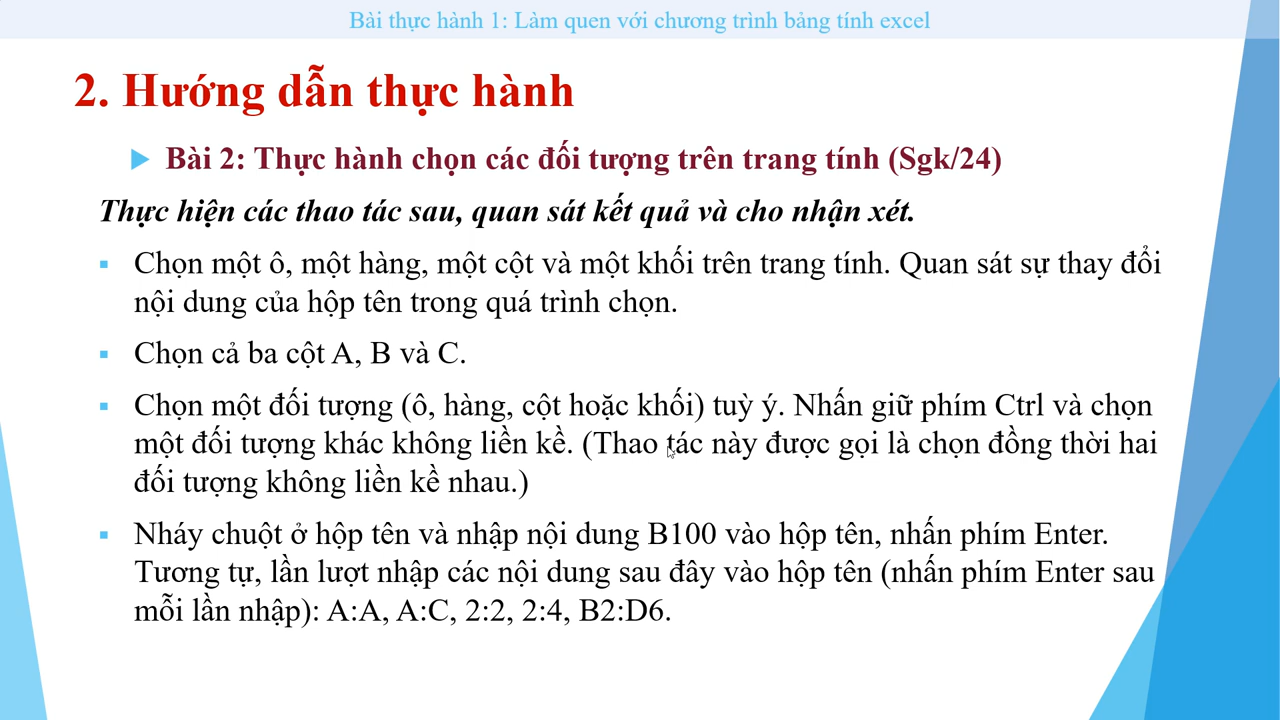 Bài thực hành 1: Làm quen với chương trình bảng tính excel
2. Hướng dẫn thực hành
Bài 2: Thực hành chọn các đối tượng trên trang tính (Sgk/24)
Thực hiện các thao tác sau, quan sát kết quả và cho nhận xét.
Chọn một ô, một hàng, một cột và một khối trên trang tính. Quan sát sự thay đổi
nội dung của hộp tên trong quá trình chọn.
Chọn cả ba cột A, B và C.
Chọn một đối tượng (ô, hàng, cột hoặc khối) tuỳ ý. Nhấn giữ phím Ctrl và chọn
một đối tượng khác không liền kề. (Thao tác này được gọi là chọn đồng thời hai
đối tượng không liền kề nhau.)
Nháy chuột ở hộp tên và nhập nội dung B100 vào hộp tên, nhấn phím Enter.
Tương tự, lần lượt nhập các nội dung sau đây vào hộp tên (nhấn phím Enter sau
mỗi lần nhập): A:A, A:C, 2:2, 2:4, B2:D6.